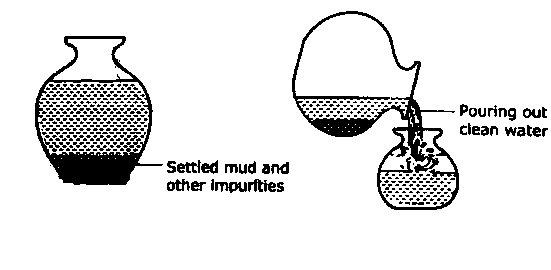 Pouring out
clean water
Settled mud and
other impurities